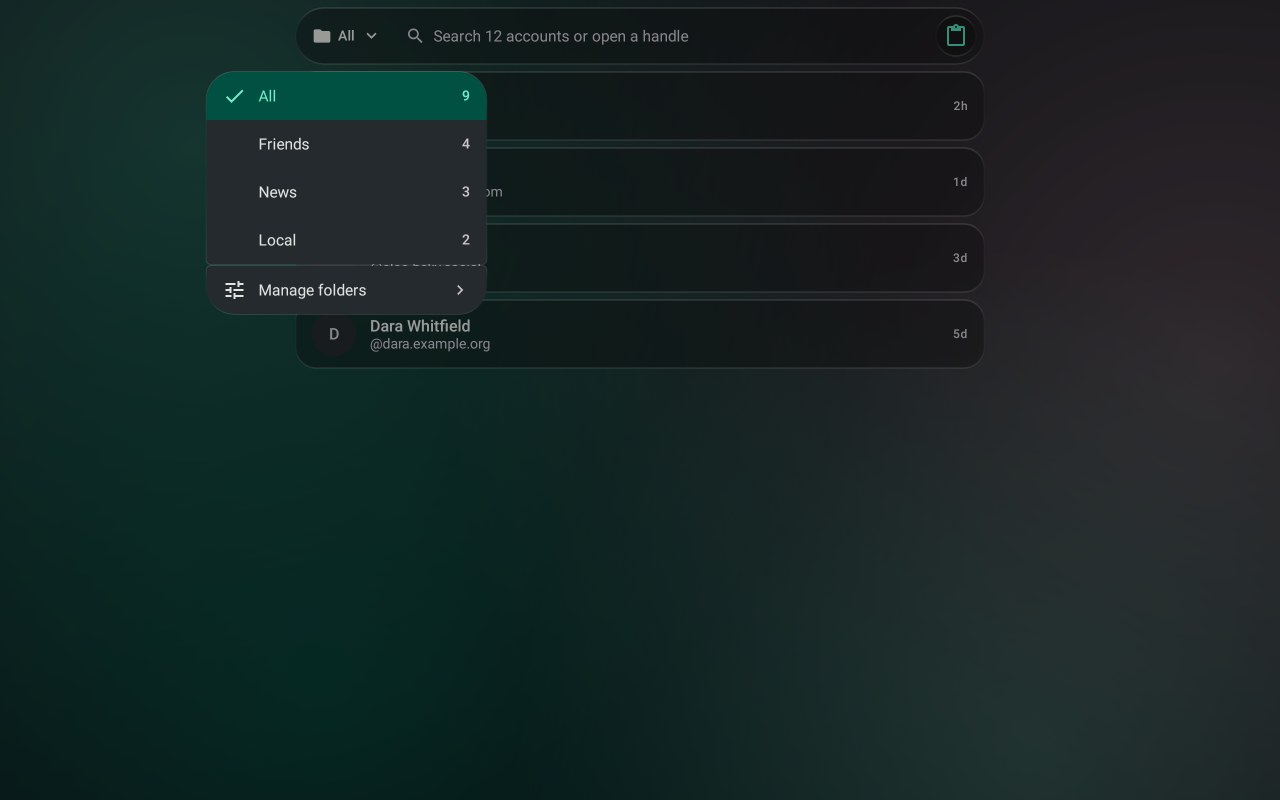 All
Search 12 accounts or open a handle
All 9
2h
Friends 4
News 3
1d
Local 2
3d
Manage folders
D
Dara Whitfield
@dara.example.org
5d